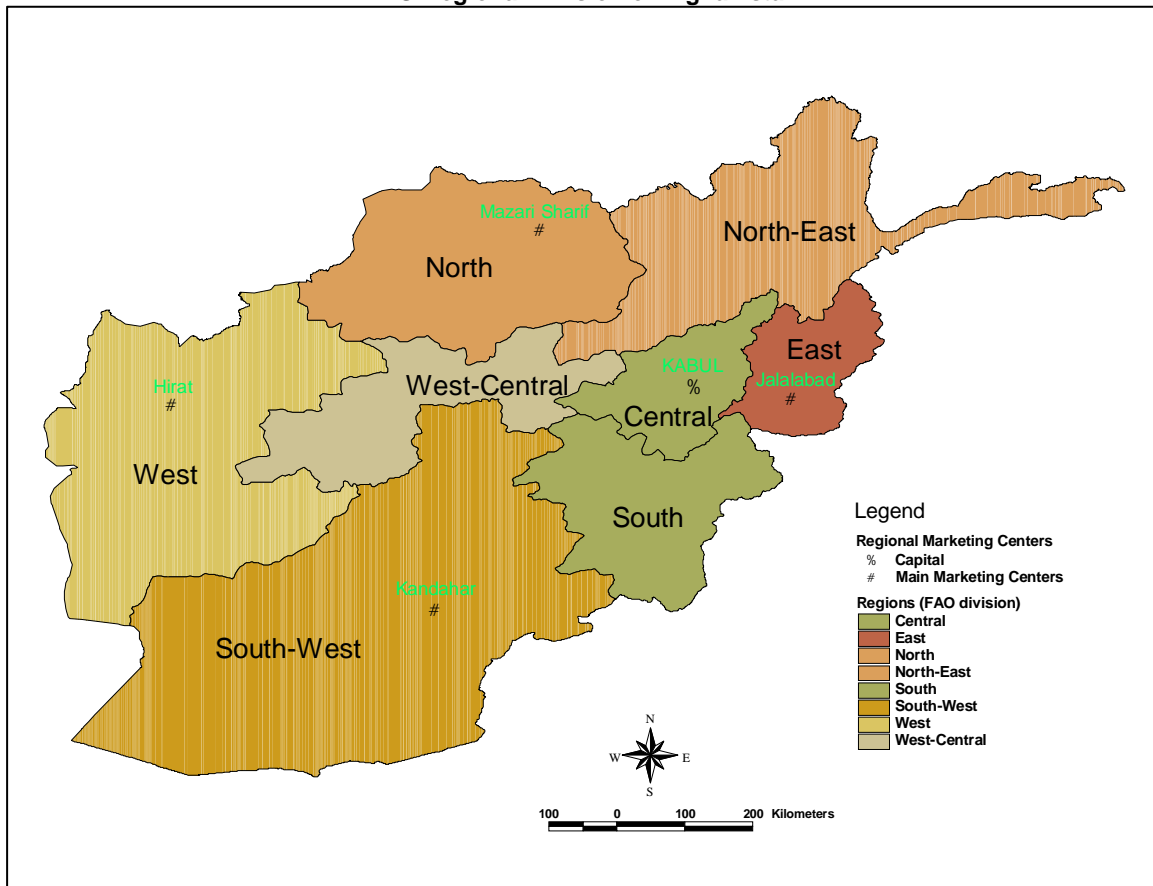 Mazari Sharif
#
North-East
North
East
KABUL
%
Jalalabad
#
West-Central
Hirat
#
Central
West
South
Kandahar
#
South-West
Legend
Regional Marketing Centers
% Capital
# Main Marketing Centers
Regions (FAO division)
Central
East
North
North-East
South
South-West
West
West-Central
N
W E
S
100 0 100 200 Kilometers